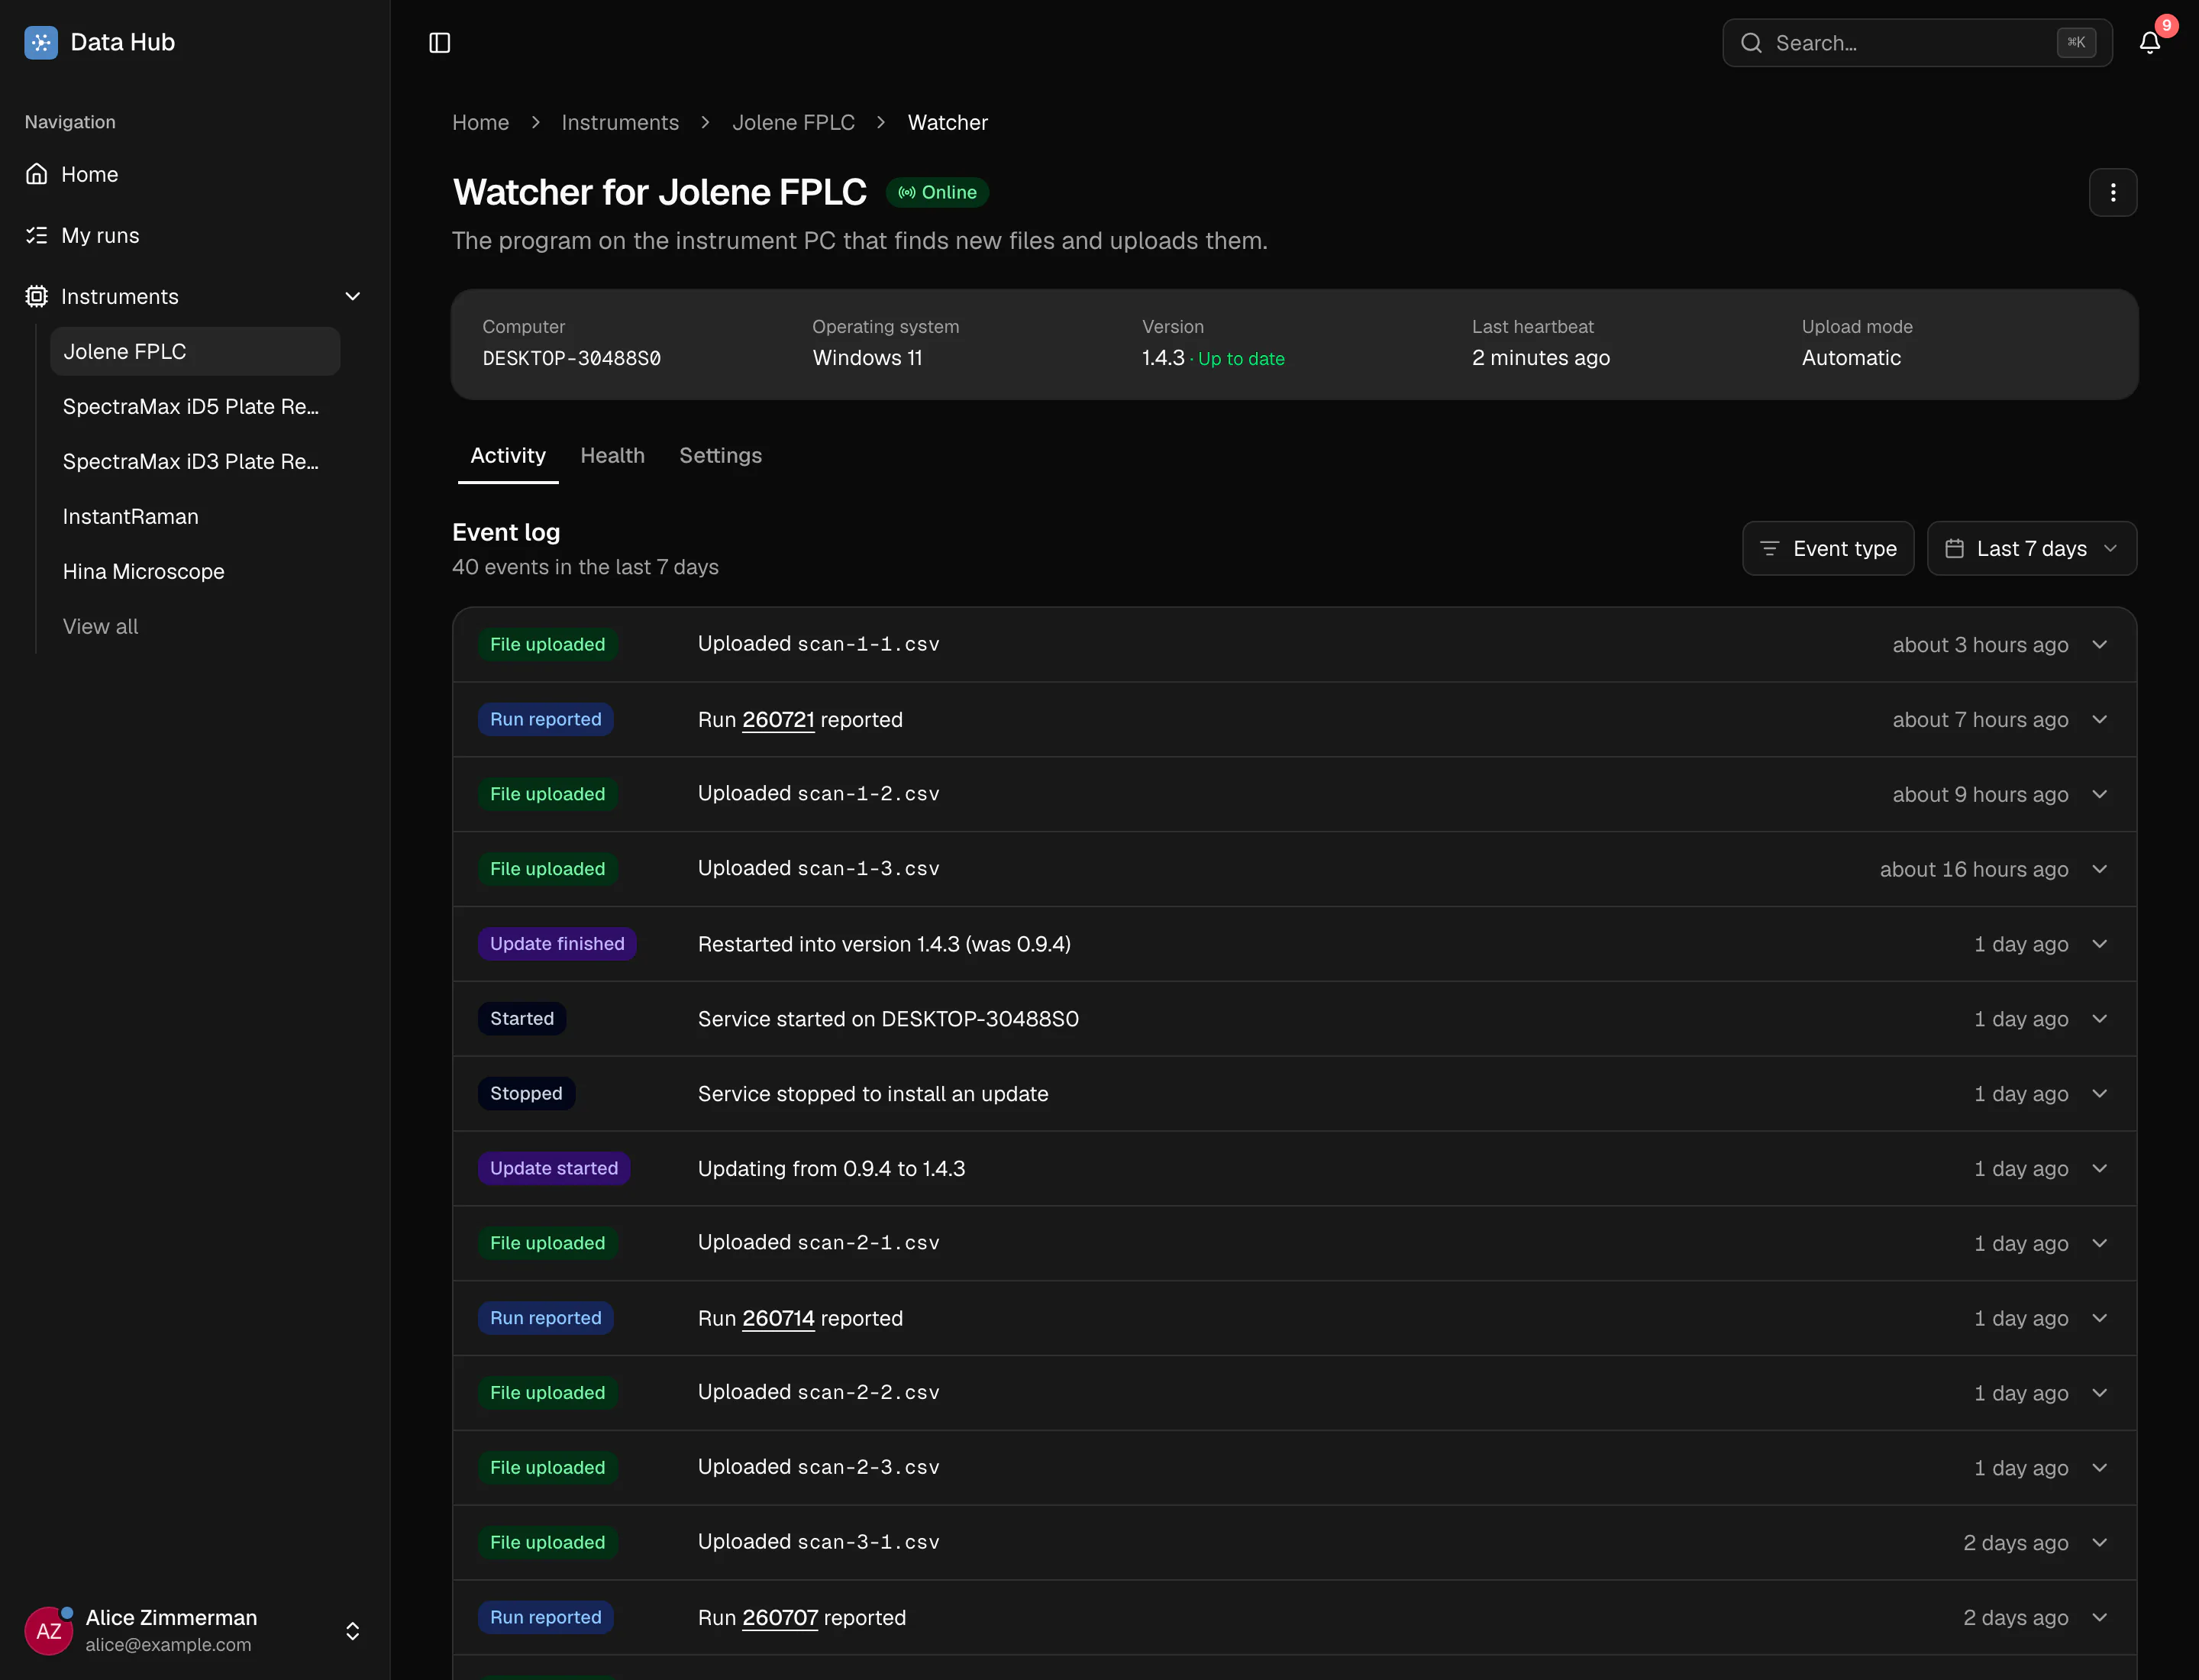 Data Hub
Search...
⌘K
9
Navigation
Home
My runs
Instruments
Jolene FPLC
SpectraMax iD5 Plate Re...
SpectraMax iD3 Plate Re...
InstantRaman
Hina Microscope
View all
Home > Instruments > Jolene FPLC > Watcher
Watcher for Jolene FPLC Online
The program on the instrument PC that finds new files and uploads them.
Computer
DESKTOP-30488S0
Operating system
Windows 11
Version
1.4.3 · Up to date
Last heartbeat
2 minutes ago
Upload mode
Automatic
Activity Health Settings
Event log
40 events in the last 7 days
Event type
Last 7 days
File uploaded Uploaded scan-1-1.csv about 3 hours ago
Run reported Run 260721 reported about 7 hours ago
File uploaded Uploaded scan-1-2.csv about 9 hours ago
File uploaded Uploaded scan-1-3.csv about 16 hours ago
Update finished Restarted into version 1.4.3 (was 0.9.4) 1 day ago
Started Service started on DESKTOP-30488S0 1 day ago
Stopped Service stopped to install an update 1 day ago
Update started Updating from 0.9.4 to 1.4.3 1 day ago
File uploaded Uploaded scan-2-1.csv 1 day ago
Run reported Run 260714 reported 1 day ago
File uploaded Uploaded scan-2-2.csv 1 day ago
File uploaded Uploaded scan-2-3.csv 1 day ago
File uploaded Uploaded scan-3-1.csv 2 days ago
Run reported Run 260707 reported 2 days ago
AZ
Alice Zimmerman
alice@example.com